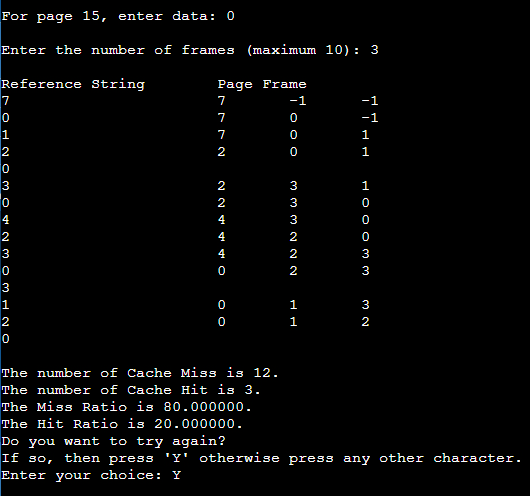 For page 15, enter data: 0
Enter the number of frames (maximum 10): 3
Reference String Page Frame
7 7 -1 -1
0 7 0 -1
1 7 0 1
2 2 0 1
0
3 2 3 1
0 2 3 0
4 4 3 0
2 4 2 0
3 4 2 3
0 0 2 3
3
1 0 1 3
2 0 1 2
0
The number of Cache Miss is 12.
The number of Cache Hit is 3.
The Miss Ratio is 80.000000.
The Hit Ratio is 20.000000.
Do you want to try again?
If so, then press 'Y' otherwise press any other character.
Enter your choice: Y